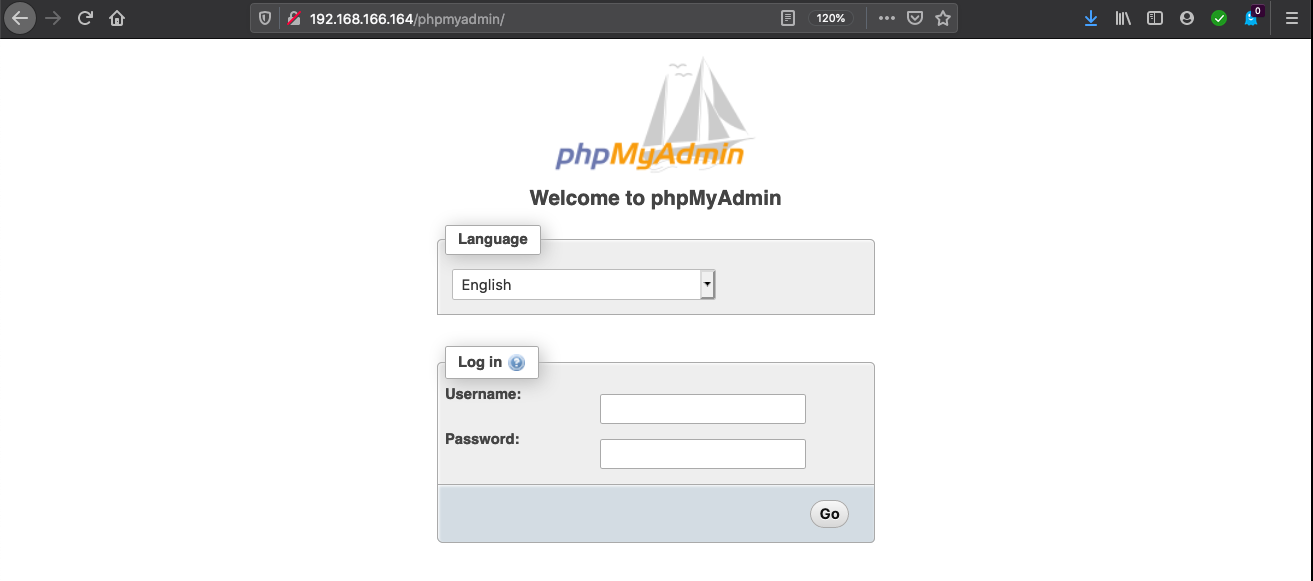 192.168.166.164/phpmyadmin/
120%
0
phpMyAdmin
Welcome to phpMyAdmin
Language
English
Log in
Username:
Password:
Go